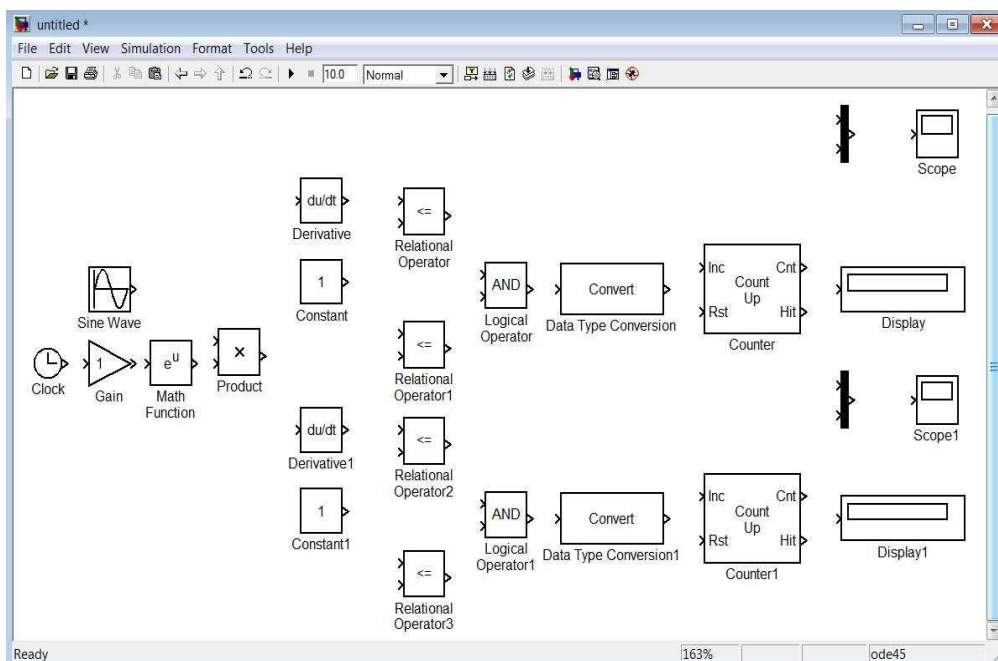 untitled *
File Edit View Simulation Format Tools Help
10.0 Normal
Scope
du/dt
Derivative
<=
Relational
Operator
Sine Wave
1
Constant
AND
Logical
Operator
Convert
Data Type Conversion
Inc Cnt
Count
Up
Rst Hit
Counter
Display
Clock
1
Gain
e^u
Math
Function
x
Product
<=
Relational
Operator1
Scope1
du/dt
Derivative1
<=
Relational
Operator2
1
Constant1
AND
Logical
Operator1
Convert
Data Type Conversion1
Inc Cnt
Count
Up
Rst Hit
Counter1
Display1
<=
Relational
Operator3
Ready 163% ode45